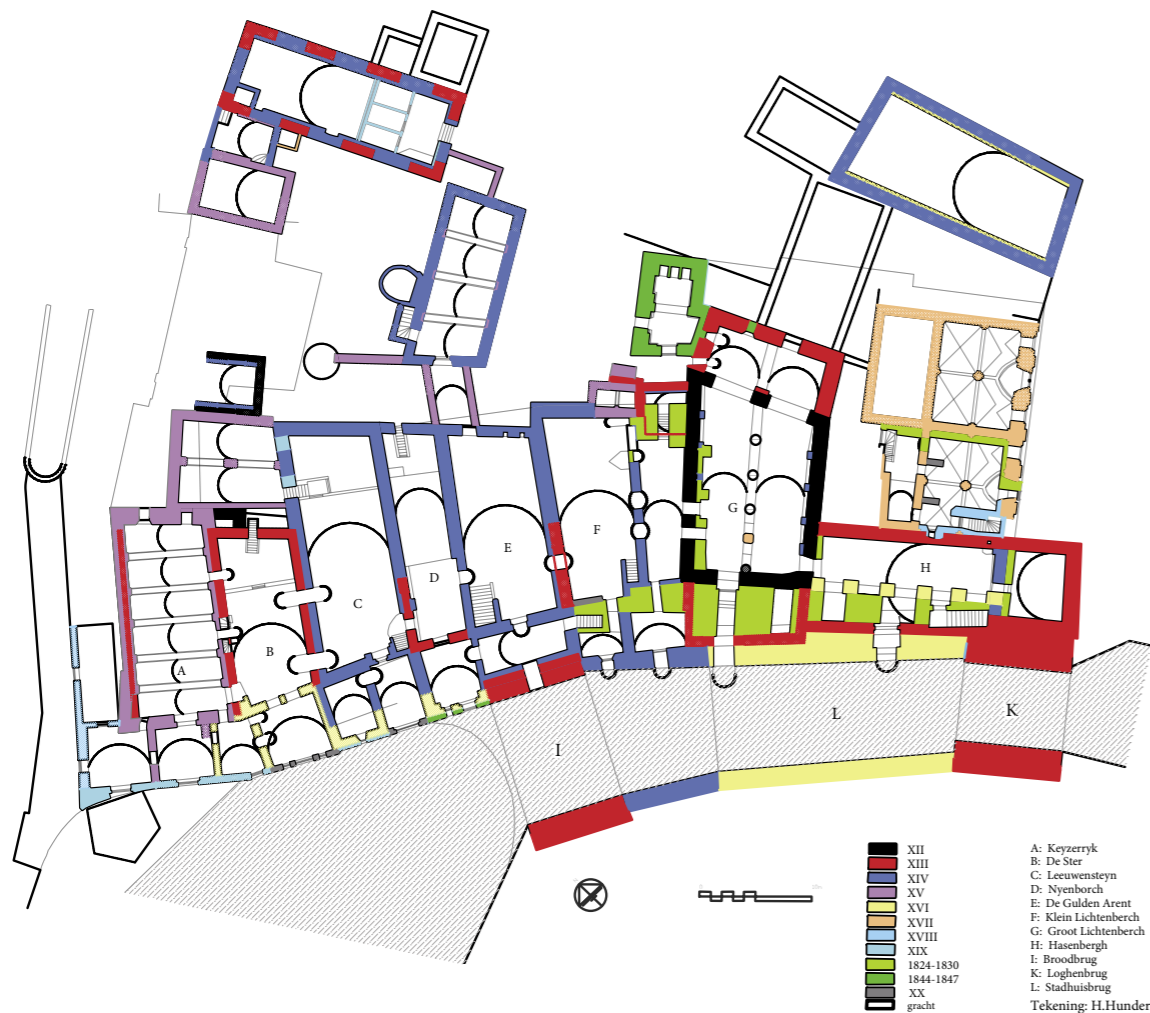 G
F
E
H
D
C
B
A
K
L
I
XII
XIII
XIV
XV
XVI
XVII
XVIII
XIX
1824-1830
1844-1847
XX
gracht
A: Keyzerryk
B: De Ster
C: Leeuwensteyn
D: Nyenborch
E: De Gulden Arent
F: Klein Lichtenberch
G: Groot Lichtenberch
H: Hasenbergh
I: Broodbrug
K: Loghenbrug
L: Stadhuisbrug
Tekening: H.Hunder